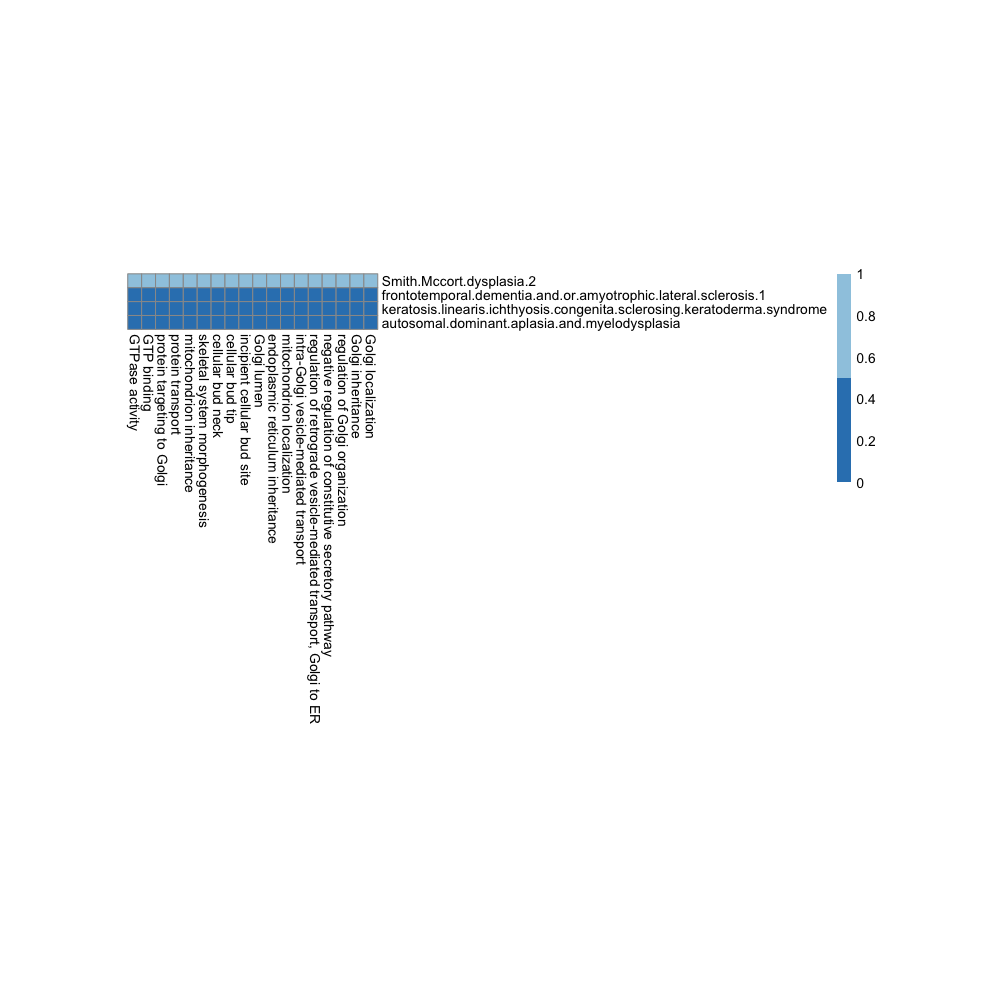 Smith.Mccort.dysplasia.2
frontotemporal.dementia.and.or.amyotrophic.lateral.sclerosis.1
keratosis.linearis.ichthyosis.congenita.sclerosing.keratoderma.syndrome
autosomal.dominant.aplasia.and.myelodysplasia
GTPase activity
GTP binding
protein targeting to Golgi
protein transport
mitochondrion inheritance
skeletal system morphogenesis
cellular bud neck
cellular bud tip
incipient cellular bud site
Golgi lumen
endoplasmic reticulum inheritance
mitochondrion localization
intra-Golgi vesicle-mediated transport
regulation of retrograde vesicle-mediated transport, Golgi to ER
negative regulation of constitutive secretory pathway
regulation of Golgi organization
Golgi inheritance
Golgi localization
1
0.8
0.6
0.4
0.2
0